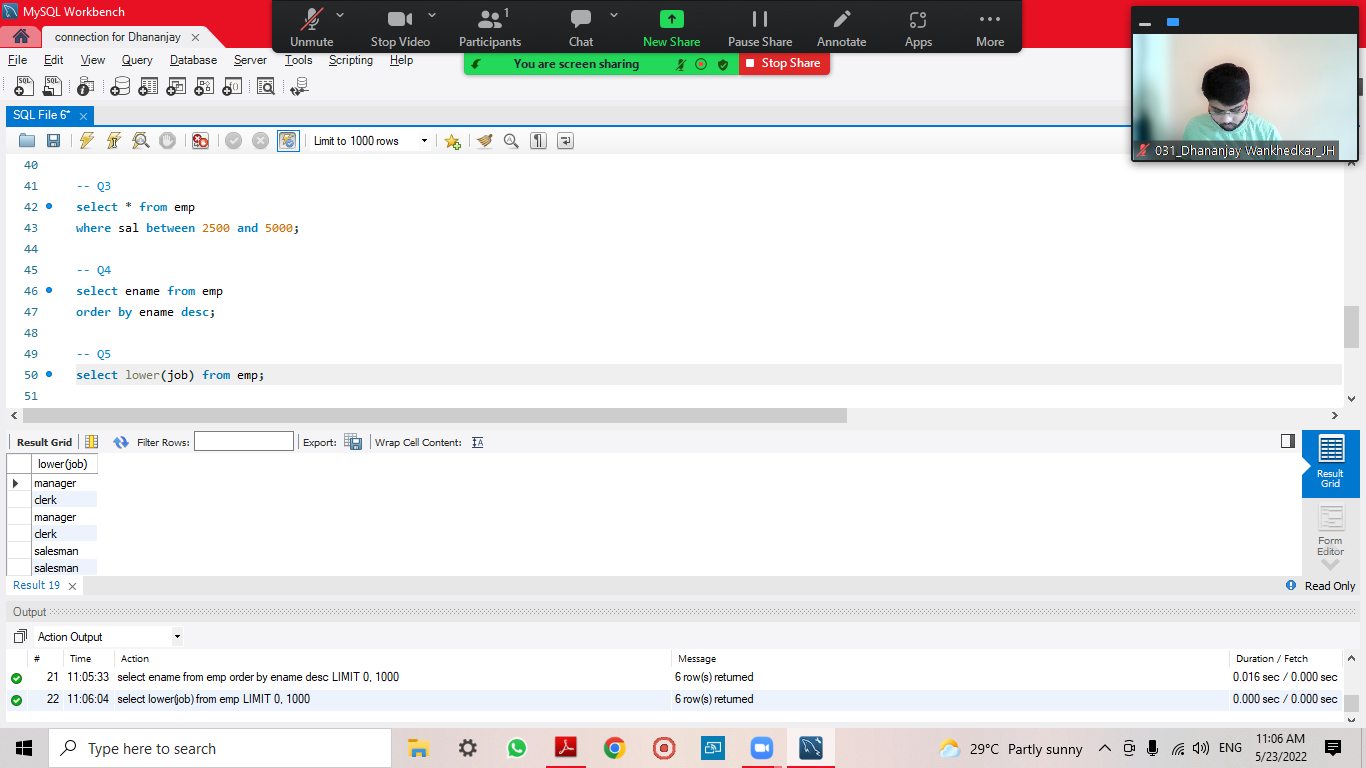 MySQL Workbench
connection for Dhananjay
Unmute
Stop Video
1
Participants
Chat
New Share
Pause Share
Annotate
Apps
More
You are screen sharing
Stop Share
File Edit View Query Database Server Tools Scripting Help
031_Dhananjay Wankhedkar_JH
SQL File 6*
Limit to 1000 rows
40
41 -- Q3
42 select * from emp
43 where sal between 2500 and 5000;
44
45 -- Q4
46 select ename from emp
47 order by ename desc;
48
49 -- Q5
50 select lower(job) from emp;
51
Result Grid Filter Rows: Export: Wrap Cell Content:
lower(job)
manager
clerk
manager
clerk
salesman
salesman
Result Grid
Form Editor
Result 19
Read Only
Output
Action Output
# Time Action Message Duration / Fetch
21 11:05:33 select ename from emp order by ename desc LIMIT 0, 1000 6 row(s) returned 0.016 sec / 0.000 sec
22 11:06:04 select lower(job) from emp LIMIT 0, 1000 6 row(s) returned 0.000 sec / 0.000 sec
Type here to search
29°C Partly sunny
ENG
11:06 AM
5/23/2022